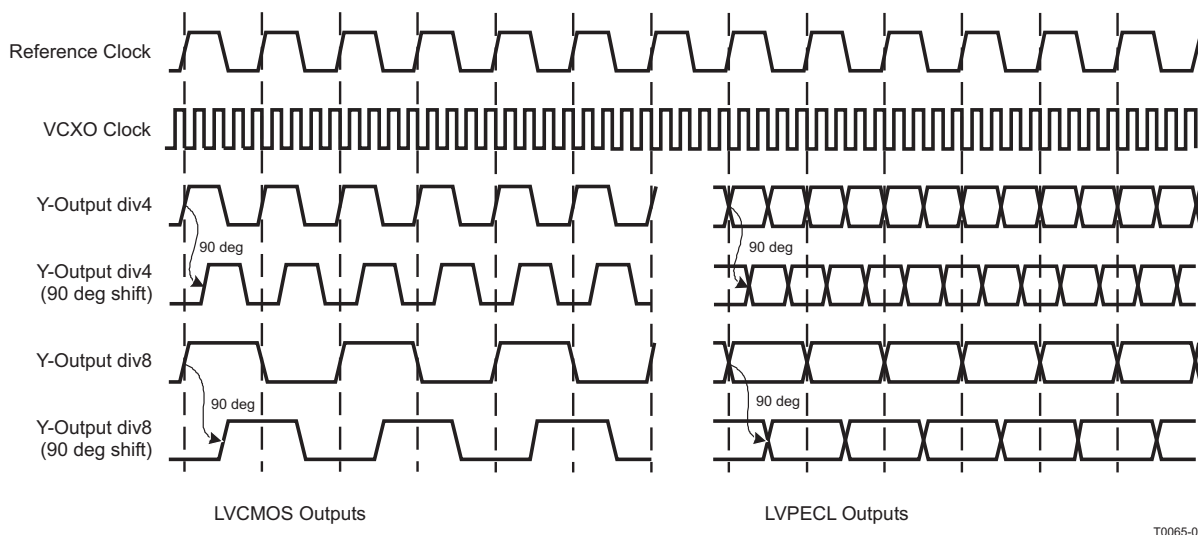 Reference Clock
VCXO Clock
Y-Output div4
90 deg
90 deg
Y-Output div4
(90 deg shift)
Y-Output div8
90 deg
90 deg
Y-Output div8
(90 deg shift)
LVCMOS Outputs
LVPECL Outputs
T0065-0